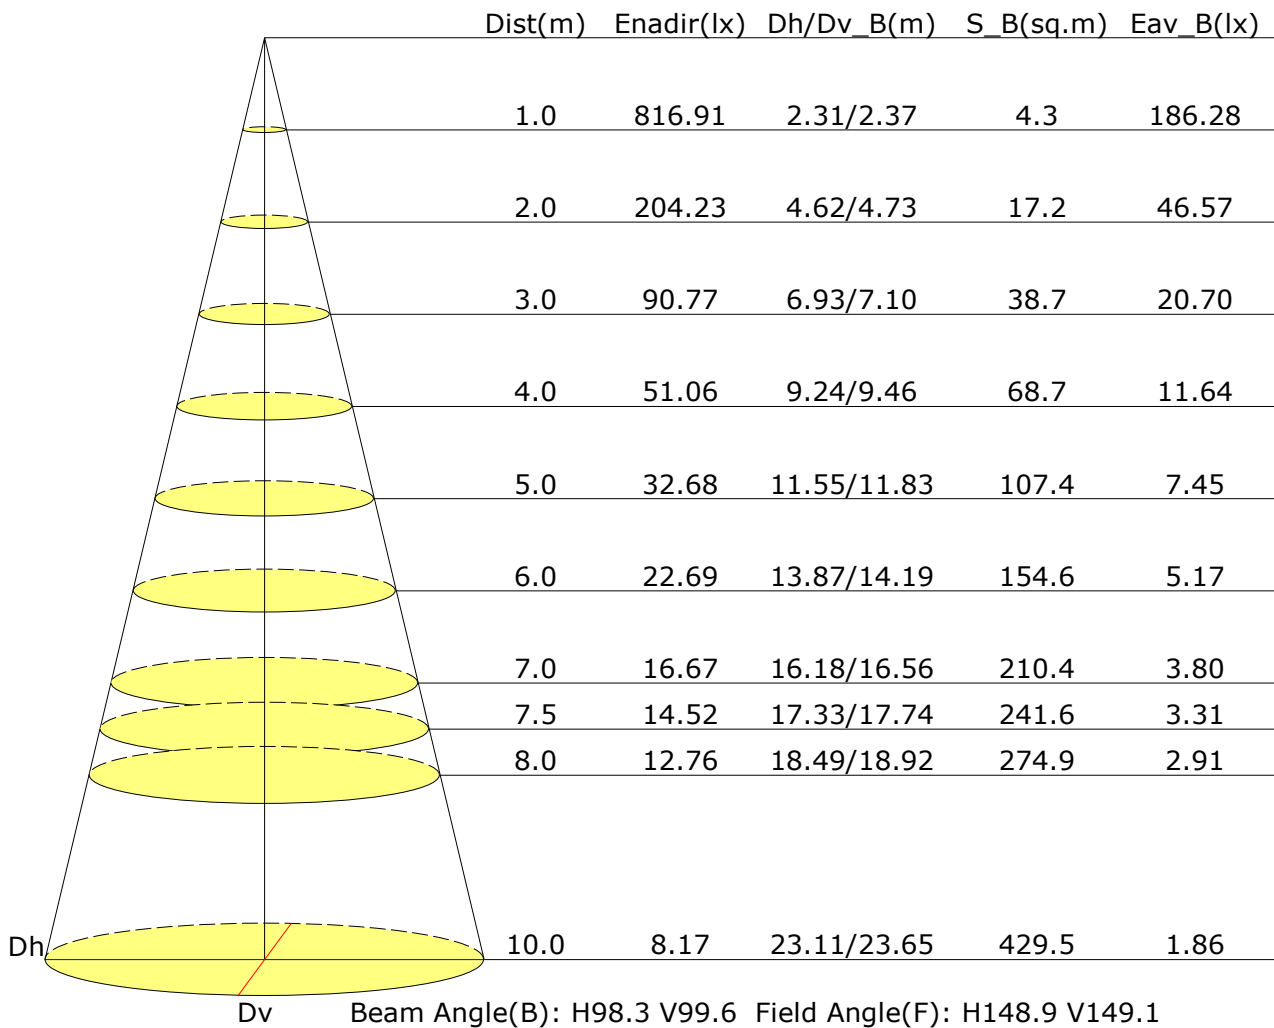 Dist(m) Enadir(lx) Dh/Dv_B(m) S_B(sq.m) Eav_B(lx)
1.0 816.91 2.31/2.37 4.3 186.28
2.0 204.23 4.62/4.73 17.2 46.57
3.0 90.77 6.93/7.10 38.7 20.70
4.0 51.06 9.24/9.46 68.7 11.64
5.0 32.68 11.55/11.83 107.4 7.45
6.0 22.69 13.87/14.19 154.6 5.17
7.0 16.67 16.18/16.56 210.4 3.80
7.5 14.52 17.33/17.74 241.6 3.31
8.0 12.76 18.49/18.92 274.9 2.91
Dh 10.0 8.17 23.11/23.65 429.5 1.86
Dv Beam Angle(B): H98.3 V99.6 Field Angle(F): H148.9 V149.1